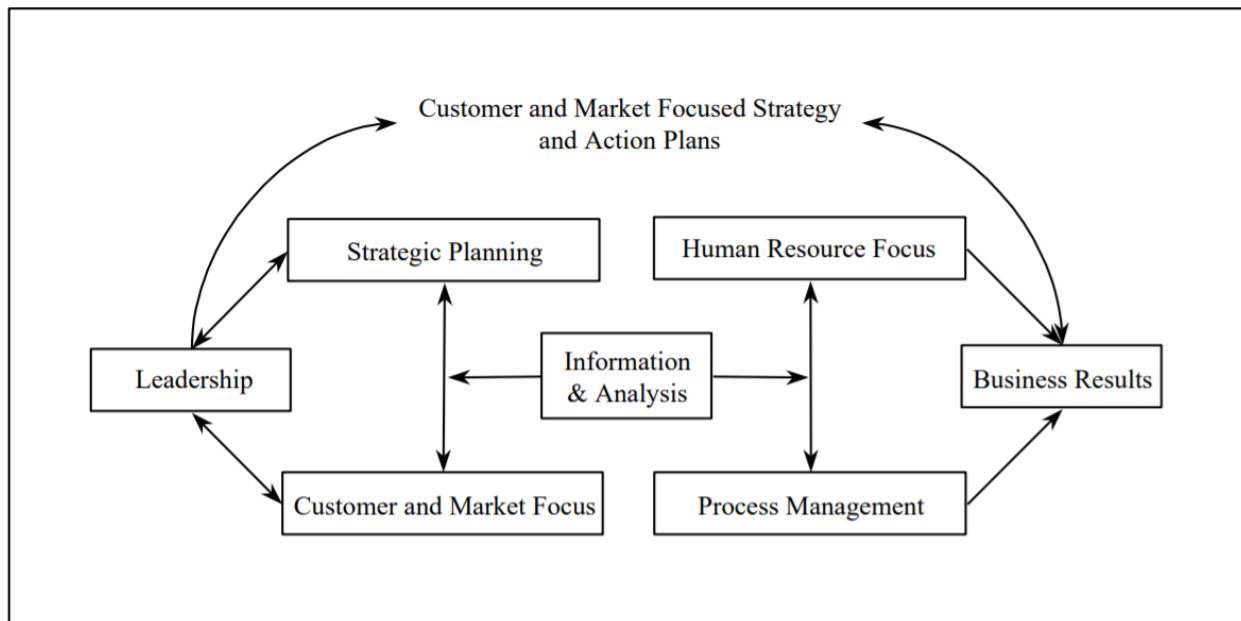 Customer and Market Focused Strategy
and Action Plans
Strategic Planning
Human Resource Focus
Leadership
Information
& Analysis
Business Results
Customer and Market Focus
Process Management